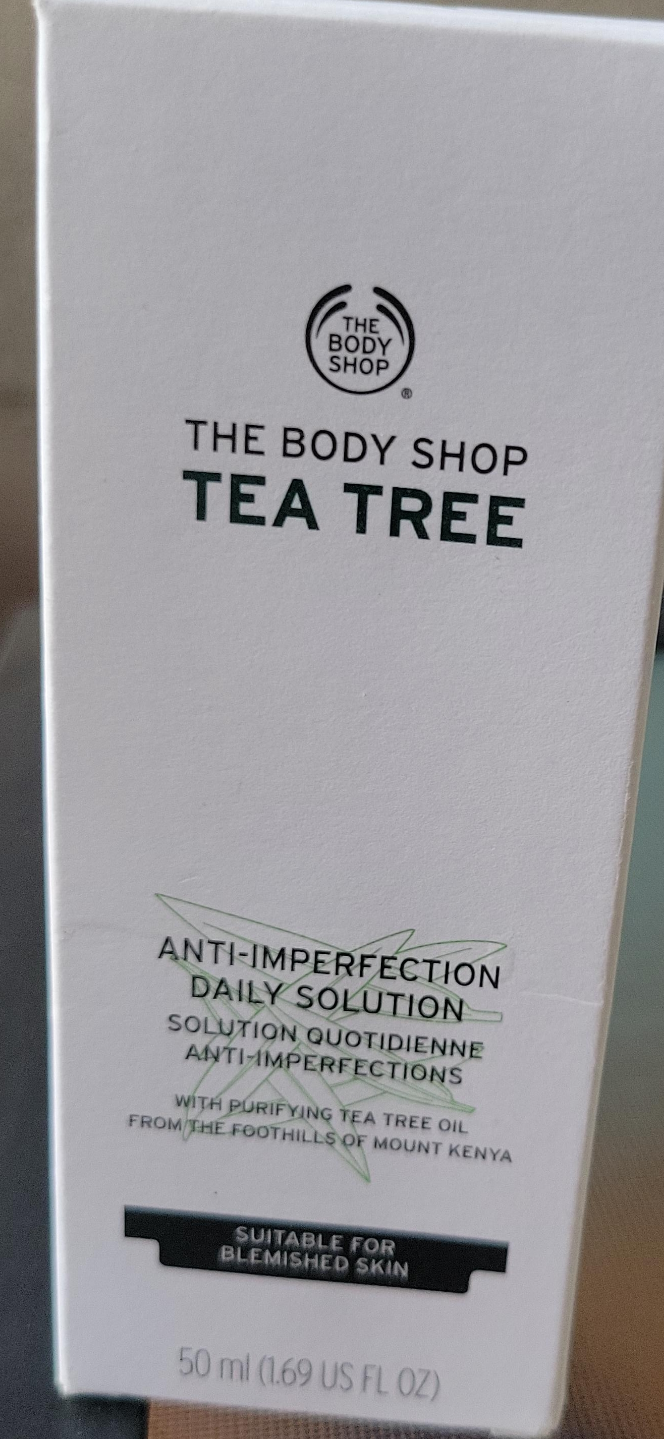 THE
BODY
SHOP
®
THE BODY SHOP
TEA TREE
ANTI-IMPERFECTION
DAILY SOLUTION
SOLUTION QUOTIDIENNE
ANTI-IMPERFECTIONS
WITH PURIFYING TEA TREE OIL
FROM THE FOOTHILLS OF MOUNT KENYA
SUITABLE FOR
BLEMISHED SKIN
50 ml (1.69 US FL OZ)